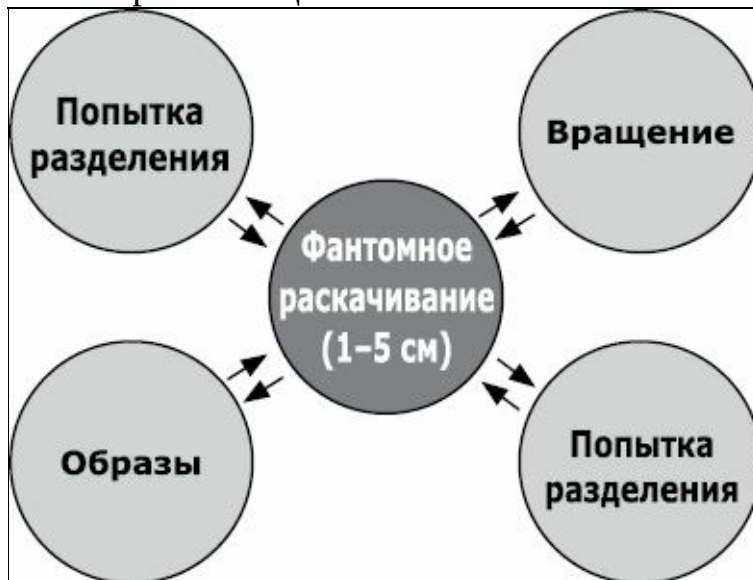 Попытка
разделения
Вращение
Фантомное
раскачивание
(1–5 см)
Образы
Попытка
разделения